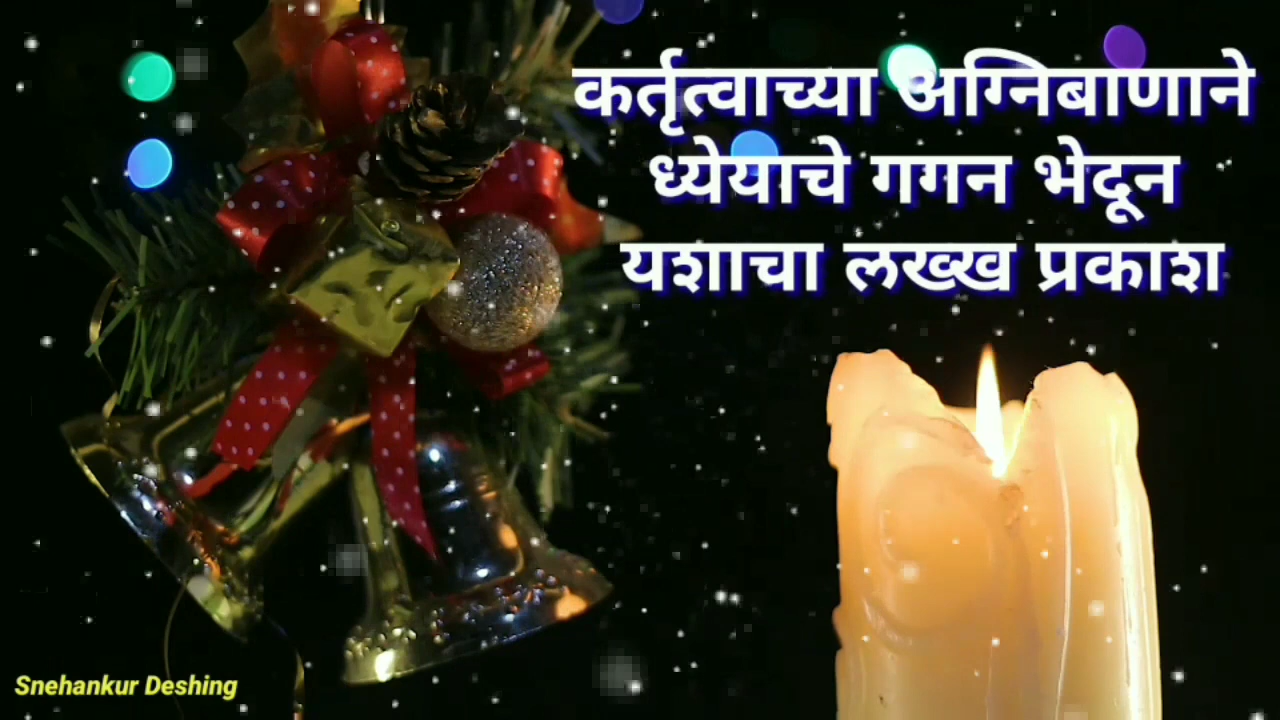 कर्तृत्वाच्या अग्निबाणाने
ध्येयाचे गगन भेदून
यशाचा लख्ख प्रकाश
Snehankur Deshing